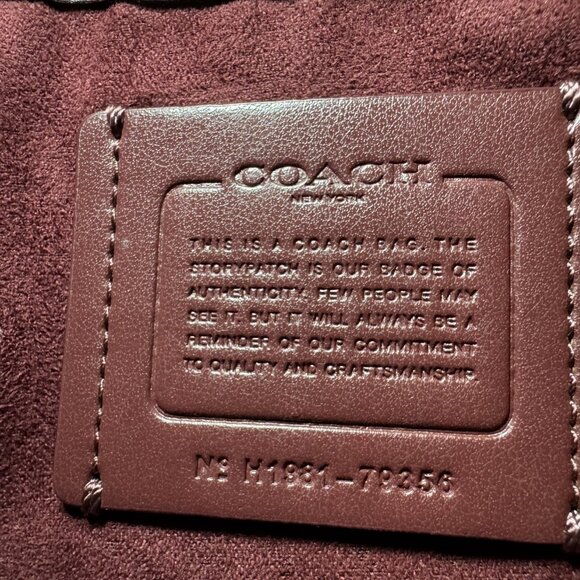 COACH
NEW YORK
THIS IS A COACH BAG. THE
STORYPATCH IS OUR BADGE OF
AUTHENTICITY. FEW PEOPLE MAY
SEE IT. BUT IT WILL ALWAYS BE A
REMINDER OF OUR COMMITMENT
TO QUALITY AND CRAFTSMANSHIP.
Nº H1981-79356